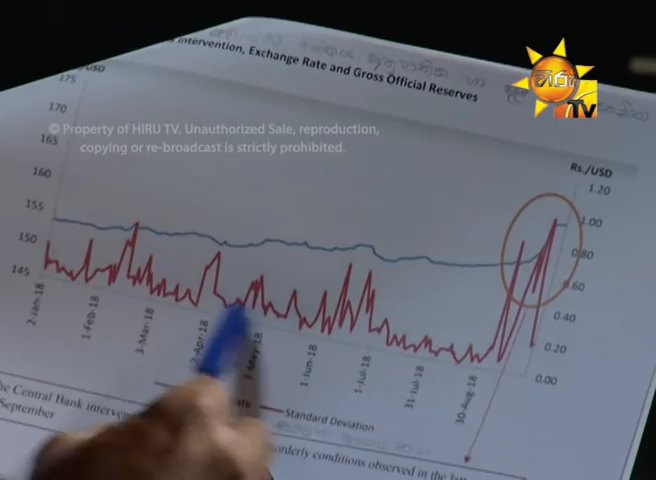 Intervention, Exchange Rate and Gross Official Reserves
හිරු
TV
© Property of HIRU TV. Unauthorized Sale, reproduction,
copying or re-broadcast is strictly prohibited.
175
170
165
160
155
150
145
Rs./USD
1.20
1.00
0.80
0.60
0.40
0.20
0.00
2-Jan-18
1-Feb-18
3-Mar-18
2-Apr-18
1-May-18
1-Jun-18
1-Jul-18
31-Jul-18
30-Aug-18
Standard Deviation
he Central Bank interven
September
orderly conditions observed in the